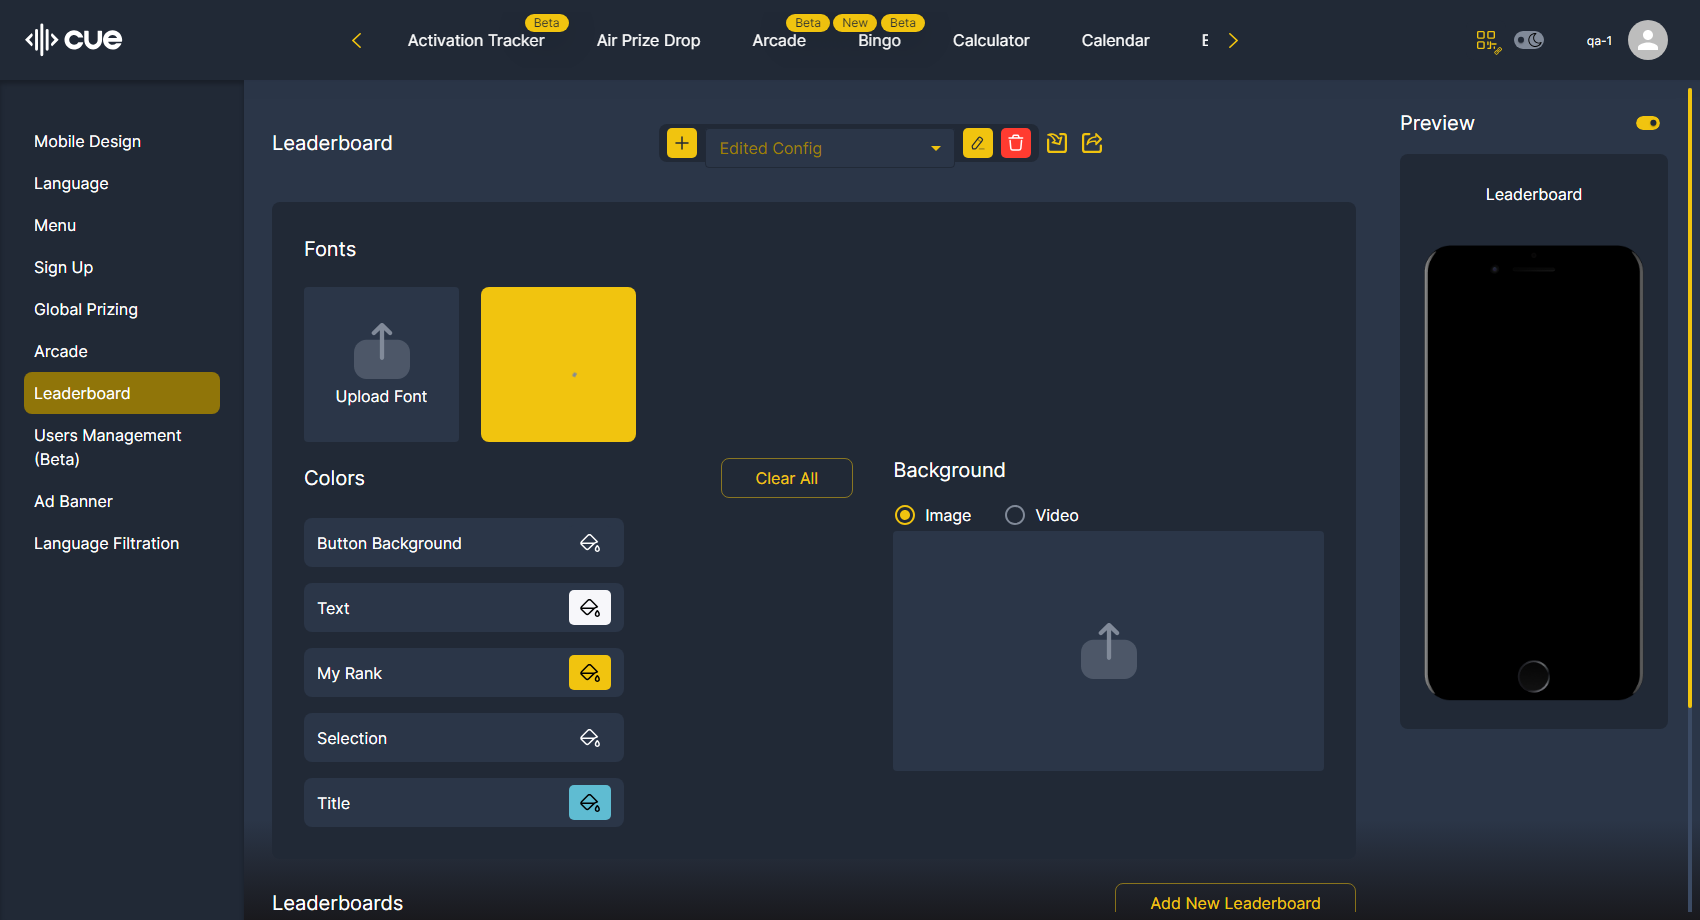 cue
Activation Tracker
Beta
Air Prize Drop
Arcade
Beta
New
Bingo
Beta
Calculator
Calendar
qa-1
Mobile Design
Language
Menu
Sign Up
Global Prizing
Arcade
Leaderboard
Users Management
(Beta)
Ad Banner
Language Filtration
Leaderboard
Edited Config
Fonts
Upload Font
Colors
Clear All
Button Background
Text
My Rank
Selection
Title
Background
Image
Video
Leaderboards
Add New Leaderboard
Preview
Leaderboard